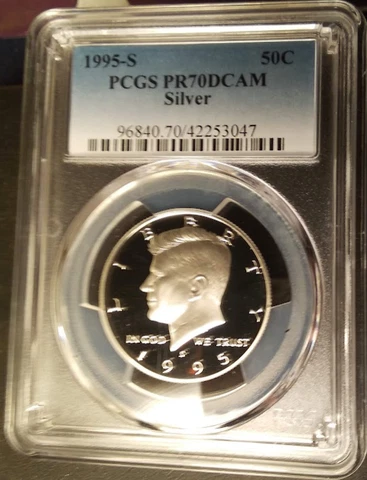 1995-S 50C
PCGS PR70DCAM
Silver
96840.70/42253047
LIBERTY
IN GOD WE TRUST
S
1995